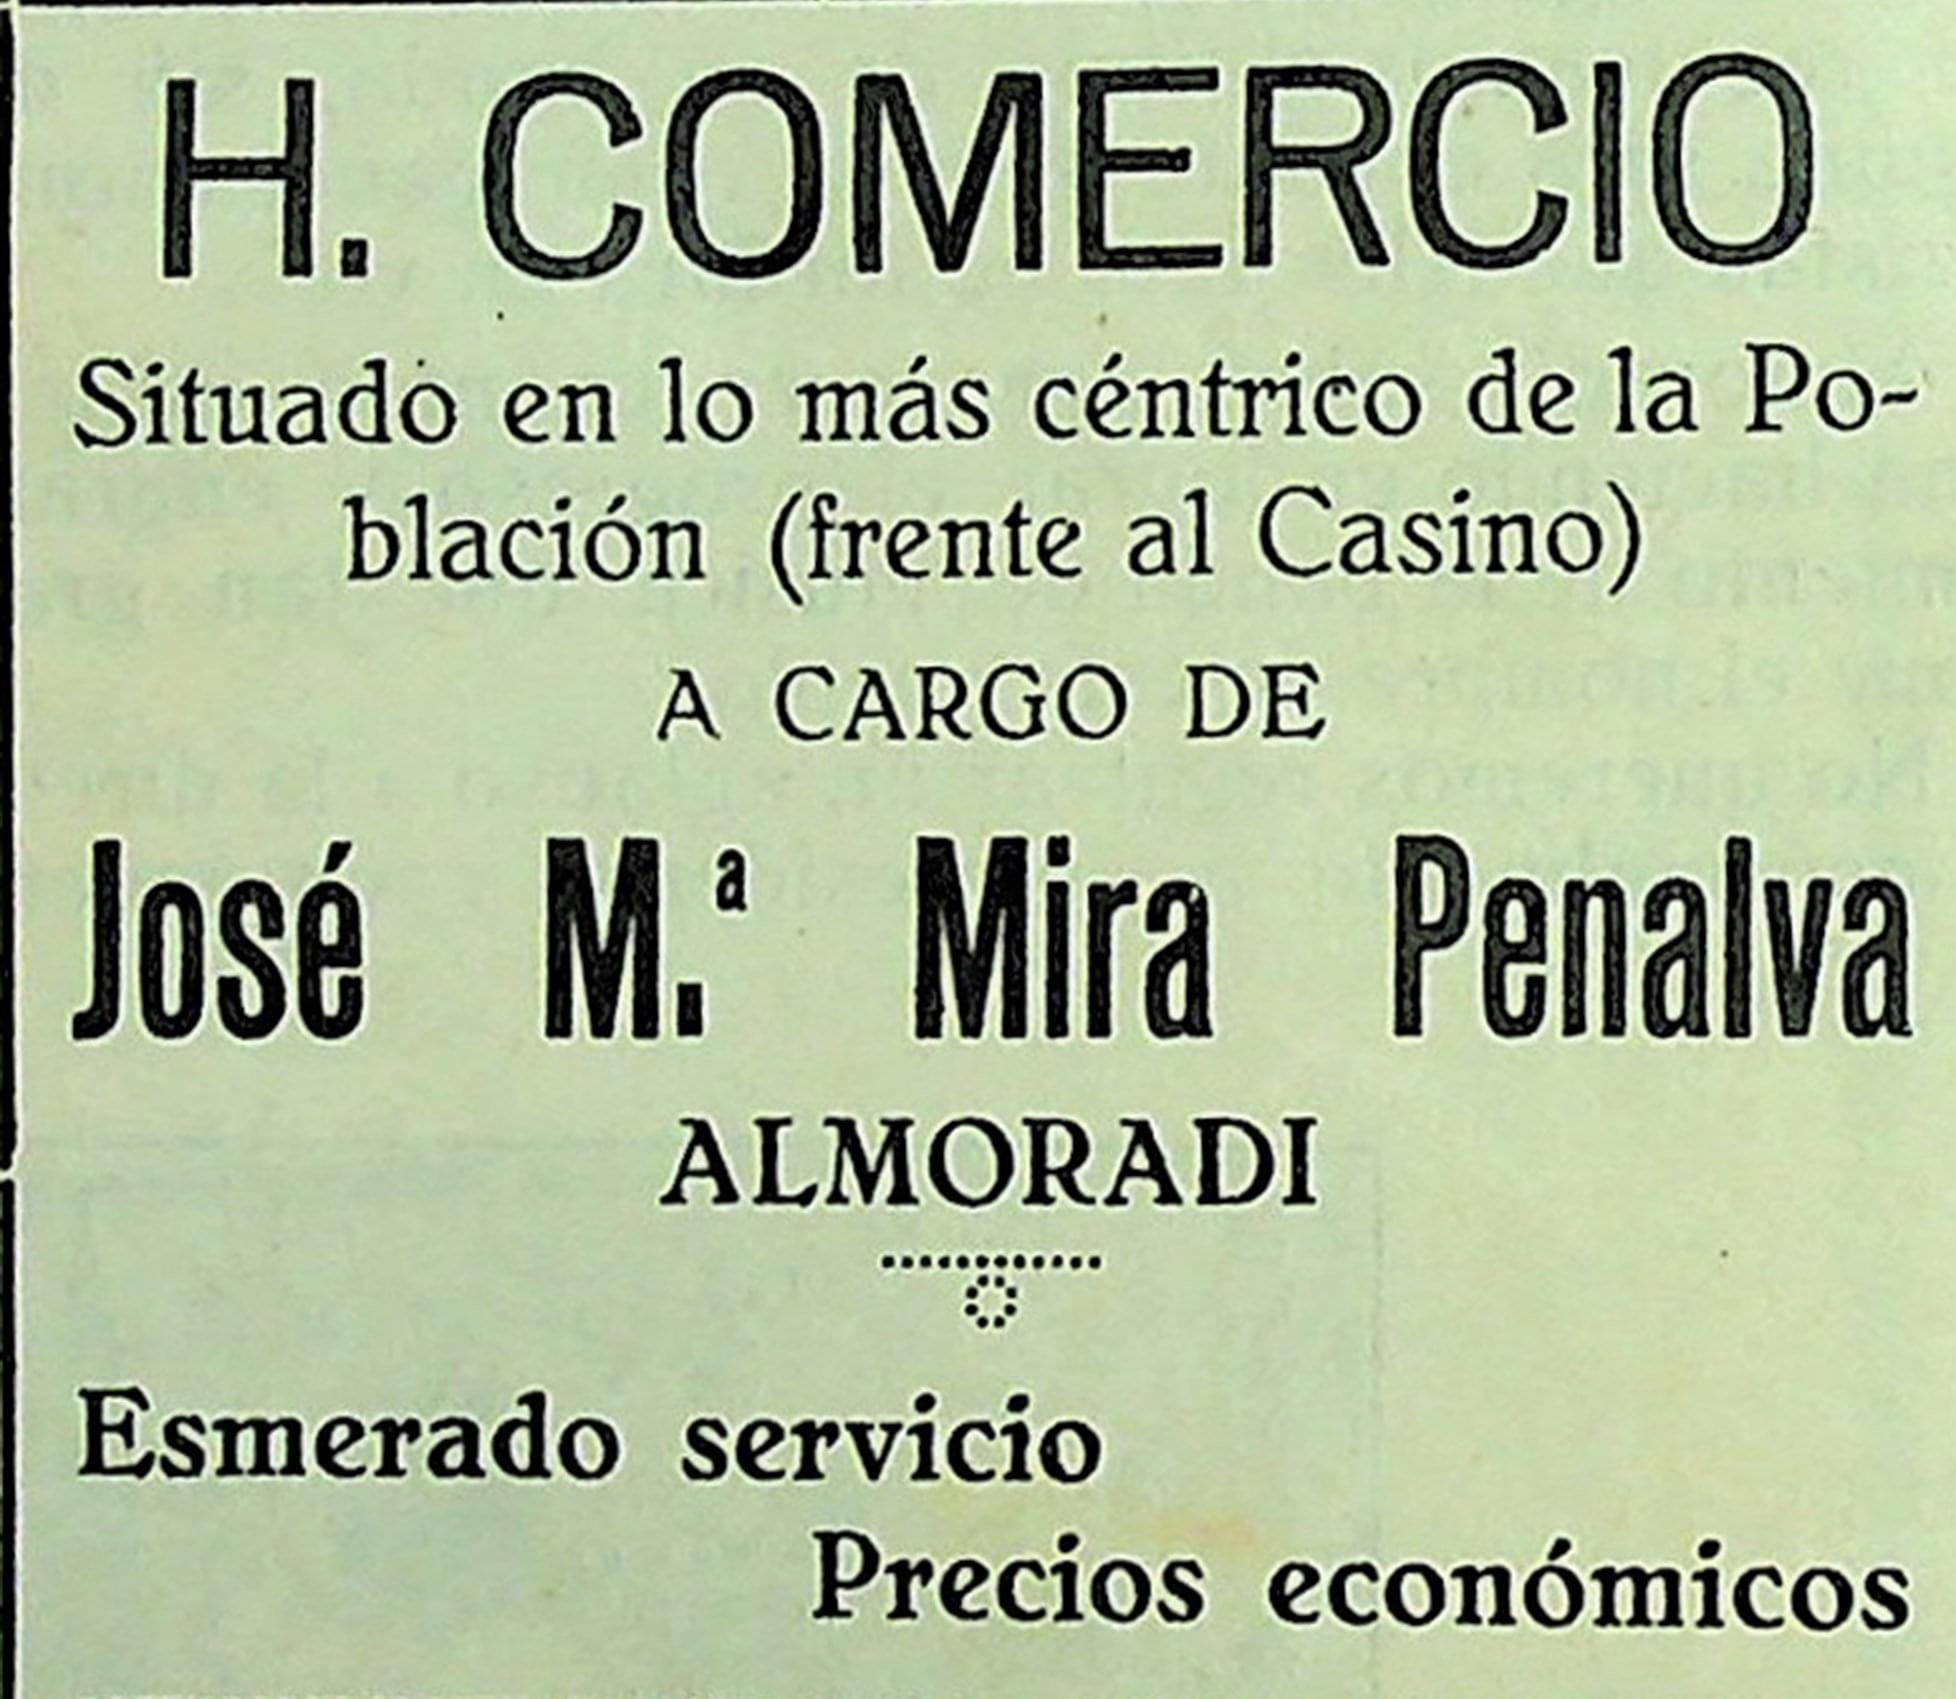 H. COMERCIO
Situado en lo más céntrico de la Po-
blación (frente al Casino)
A CARGO DE
José M.ª Mira Penalva
ALMORADI
Esmerado servicio
Precios económicos